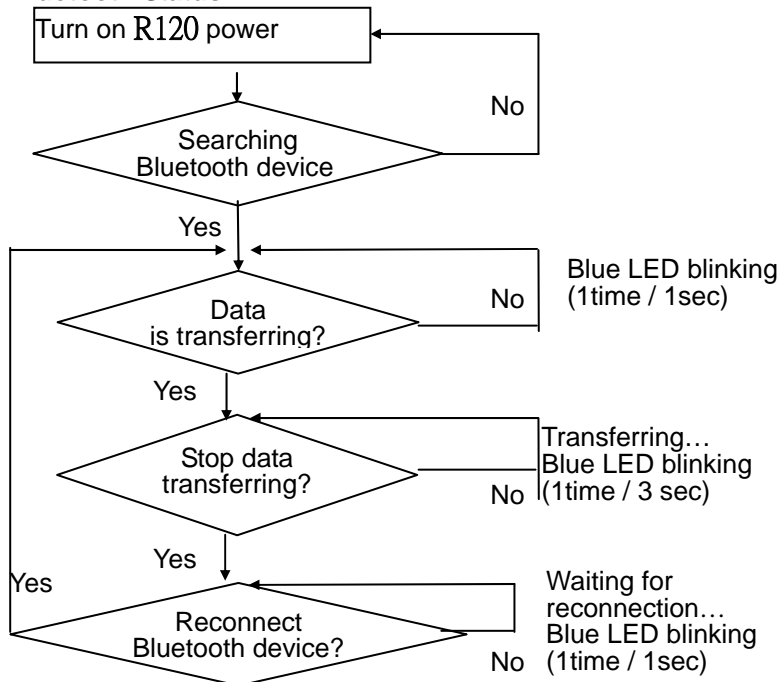 Turn on R120 power
No
Searching
Bluetooth device
Yes
Blue LED blinking
(1time / 1sec)
No
Data
is transferring?
Yes
Transferring…
Blue LED blinking
(1time / 3 sec)
Stop data
transferring?
No
Yes
Yes
Waiting for
reconnection…
Blue LED blinking
(1time / 1sec)
Reconnect
Bluetooth device?
No